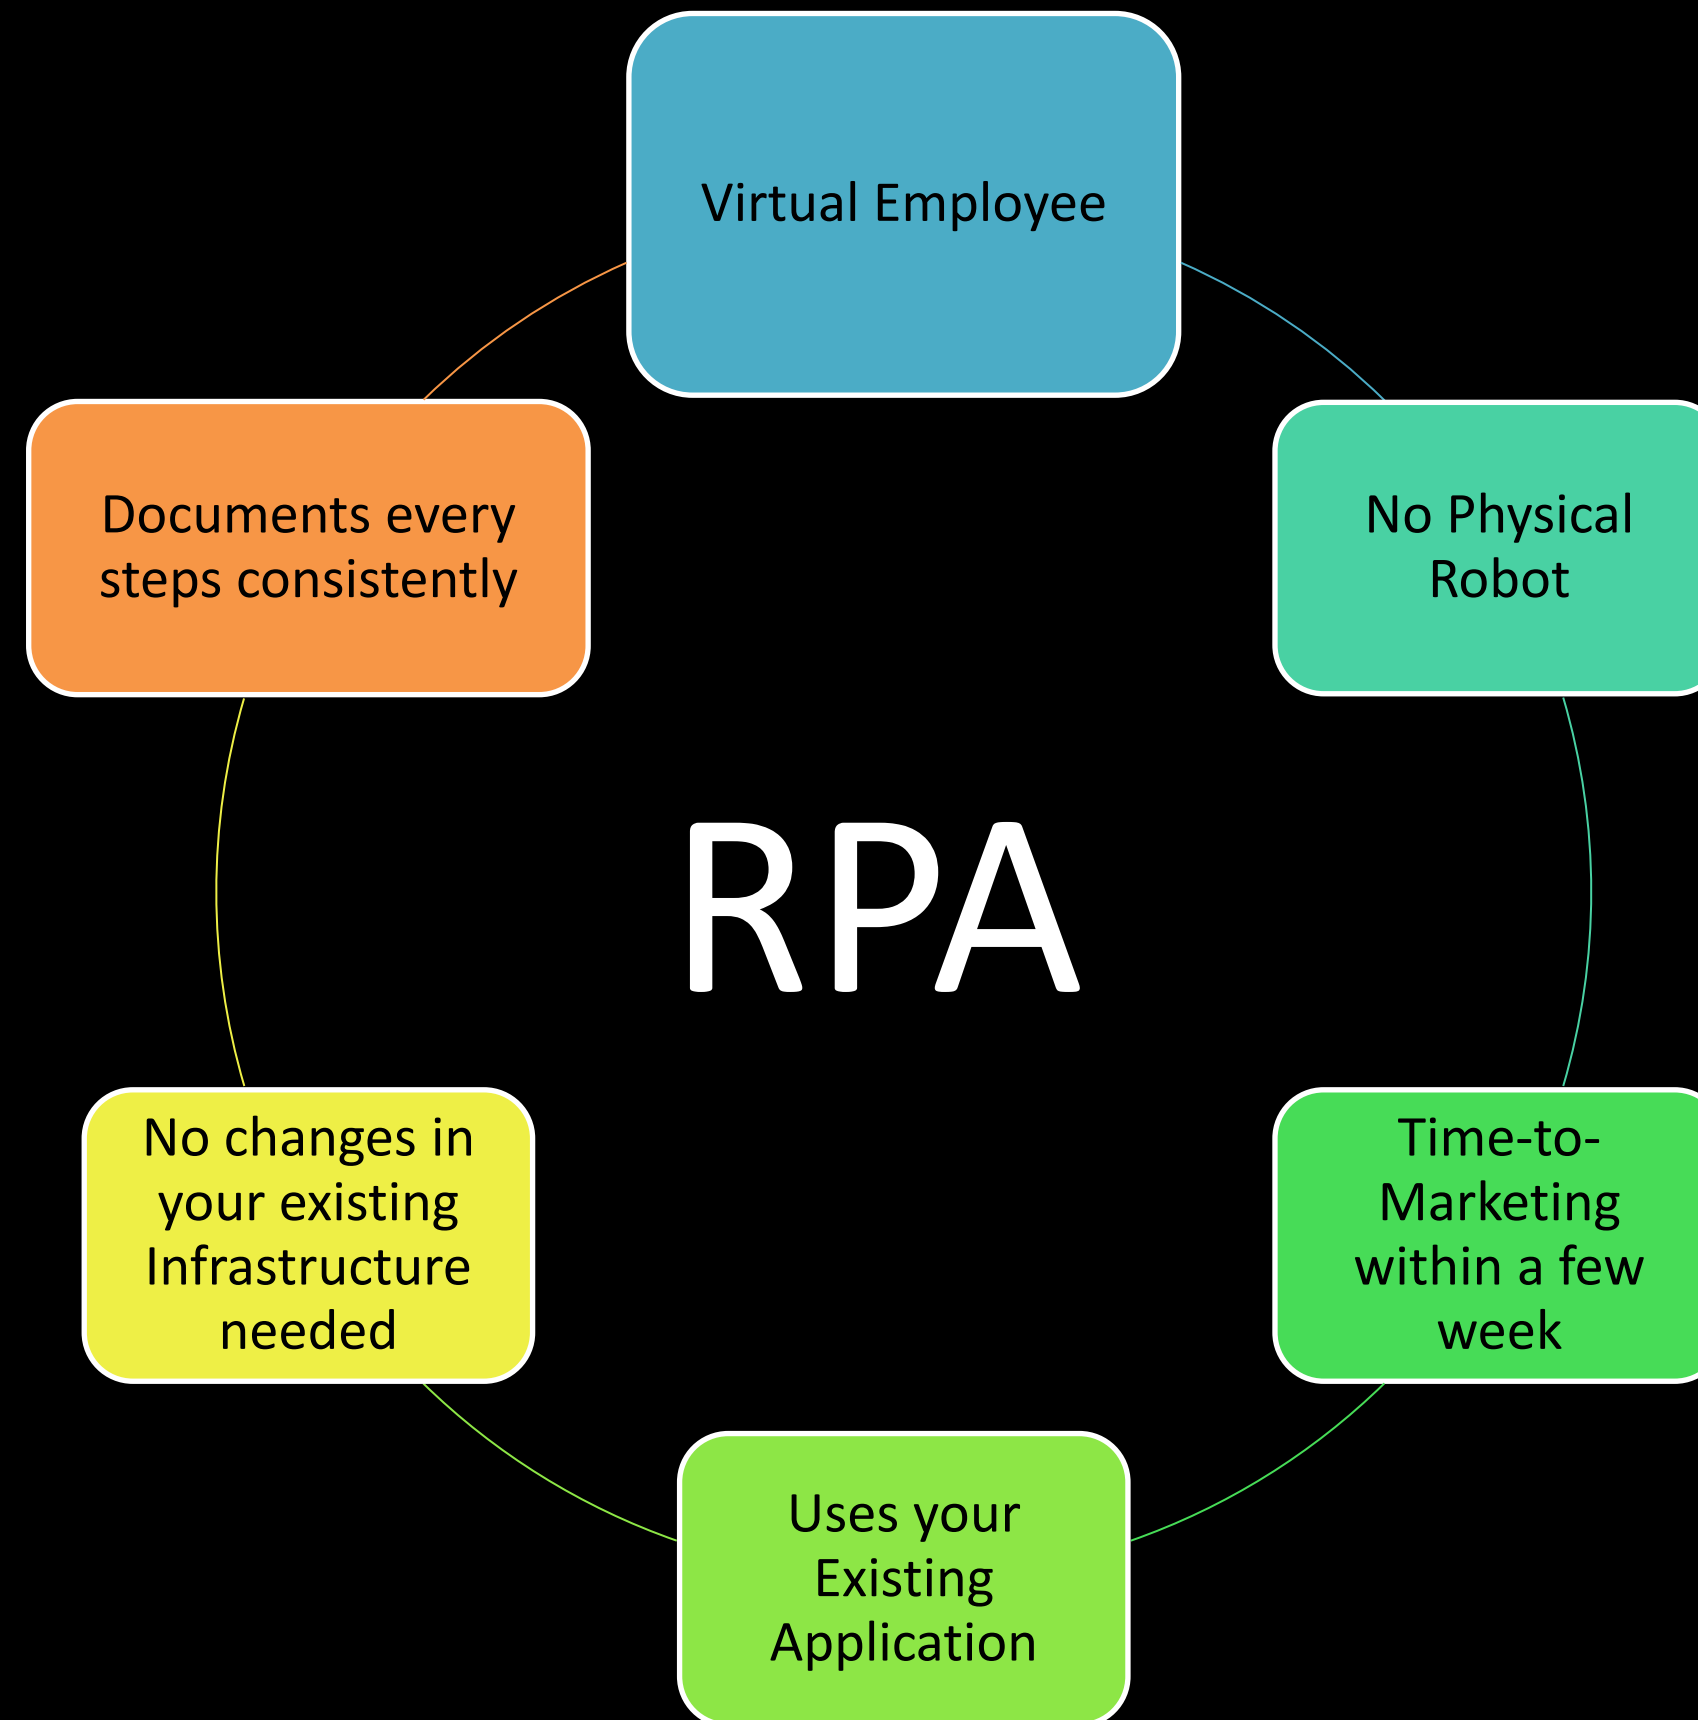 Virtual Employee
No Physical
Robot
Time-to-
Marketing
within a few
week
Uses your
Existing
Application
No changes in
your existing
Infrastructure
needed
Documents every
steps consistently
RPA